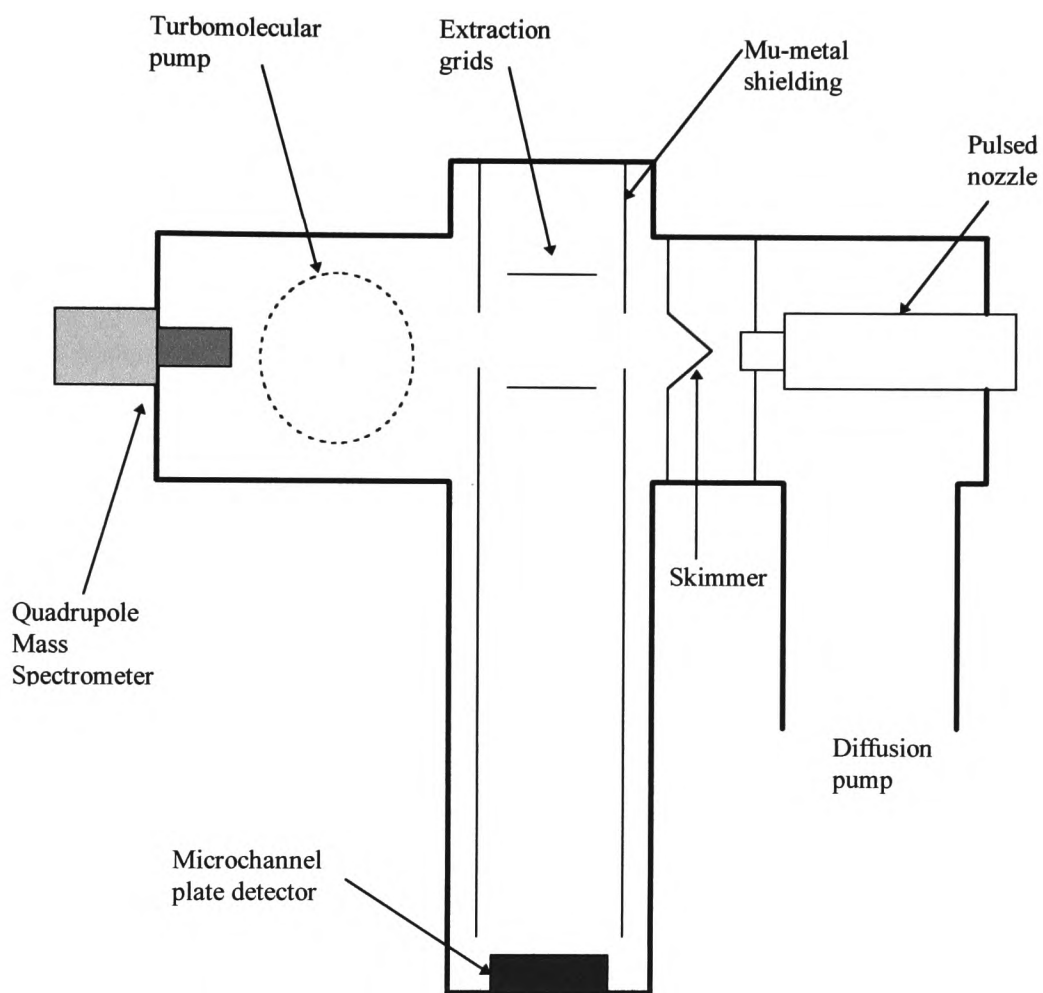 Turbomolecular
pump
Extraction
grids
Mu-metal
shielding
Pulsed
nozzle
Skimmer
Quadrupole
Mass
Spectrometer
Diffusion
pump
Microchannel
plate detector